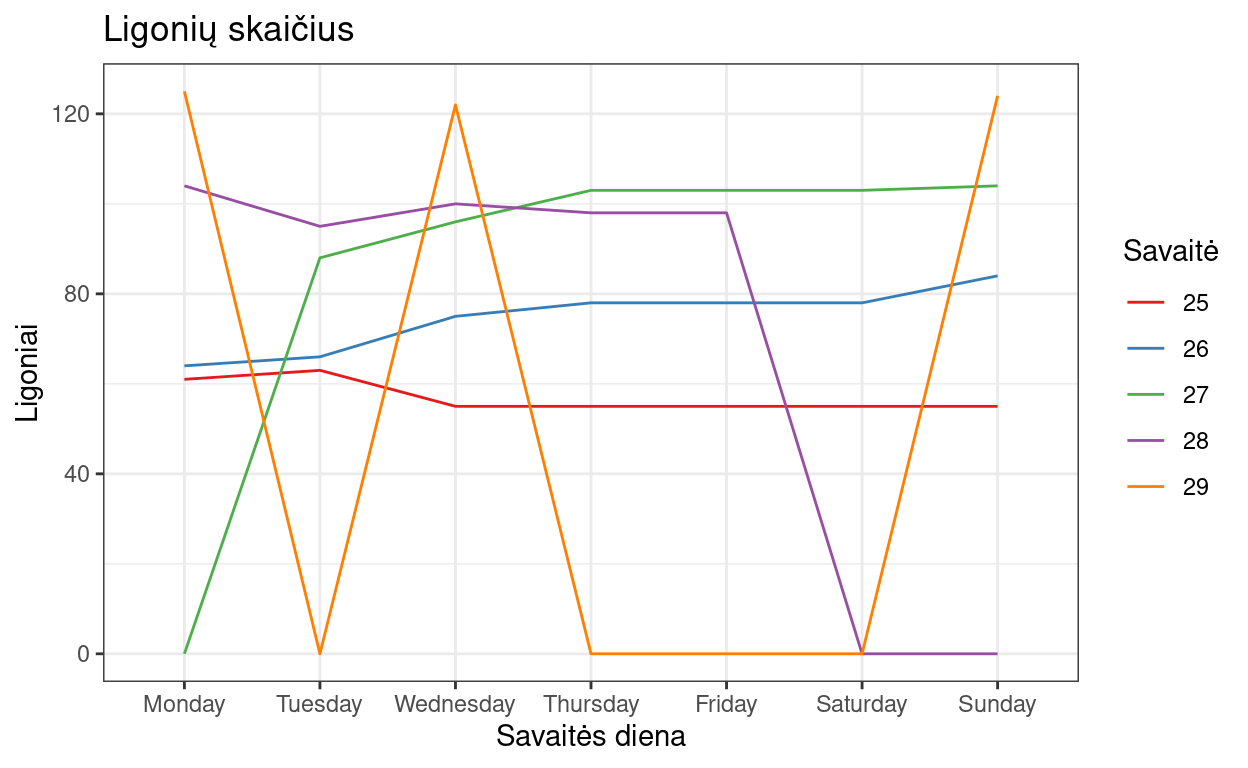 Ligonių skaičius
120
80
40
0
Ligoniai
Monday Tuesday Wednesday Thursday Friday Saturday Sunday
Savaitės diena
Savaitė
25
26
27
28
29